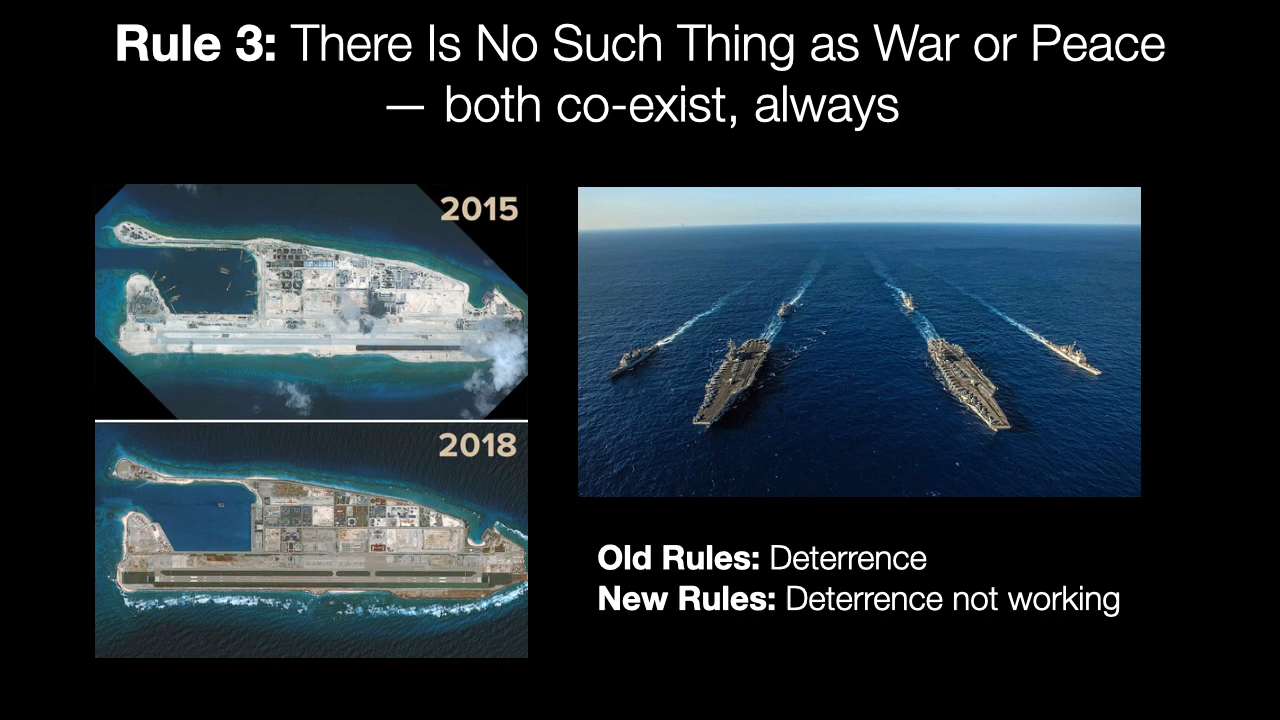 Rule 3: There Is No Such Thing as War or Peace
— both co-exist, always
2015
2018
Old Rules: Deterrence
New Rules: Deterrence not working